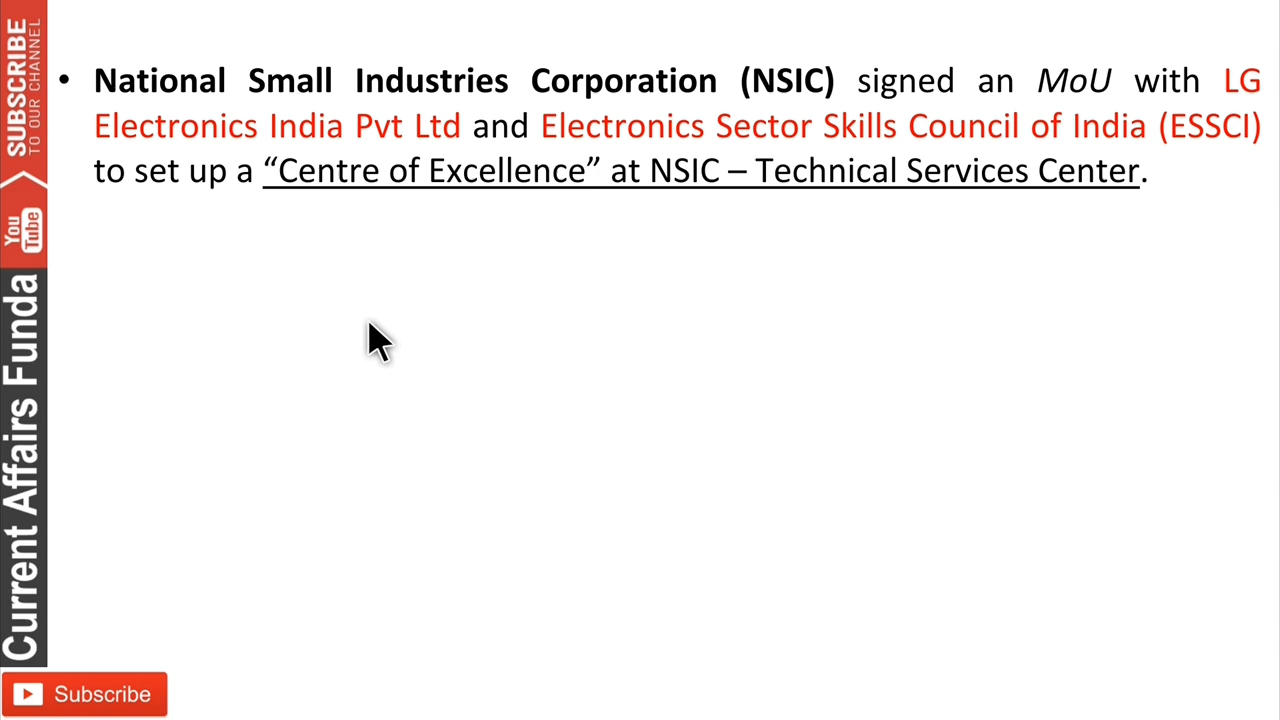 • National Small Industries Corporation (NSIC) signed an MoU with LG
Electronics India Pvt Ltd and Electronics Sector Skills Council of India (ESSCI)
to set up a “Centre of Excellence” at NSIC – Technical Services Center.
SUBSCRIBE
TO OUR CHANNEL
You
Tube
Current Affairs Funda
Subscribe